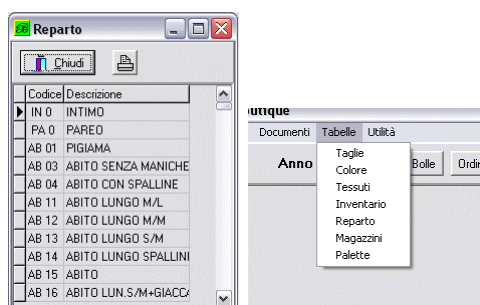 Reparto
Chiudi
Codice Descrizione
IN 0 INTIMO
PA 0 PAREO
AB 01 PIGIAMA
AB 03 ABITO SENZA MANICHE
AB 04 ABITO CON SPALLINE
AB 11 ABITO LUNGO M/L
AB 12 ABITO LUNGO M/M
AB 13 ABITO LUNGO S/M
AB 14 ABITO LUNGO SPALLINI
AB 15 ABITO
AB 16 ABITO LUN.S/M+GIACCA
utique
Documenti Tabelle Utilità
Anno Bolle Ordin
Taglie
Colore
Tessuti
Inventario
Reparto
Magazzini
Palette